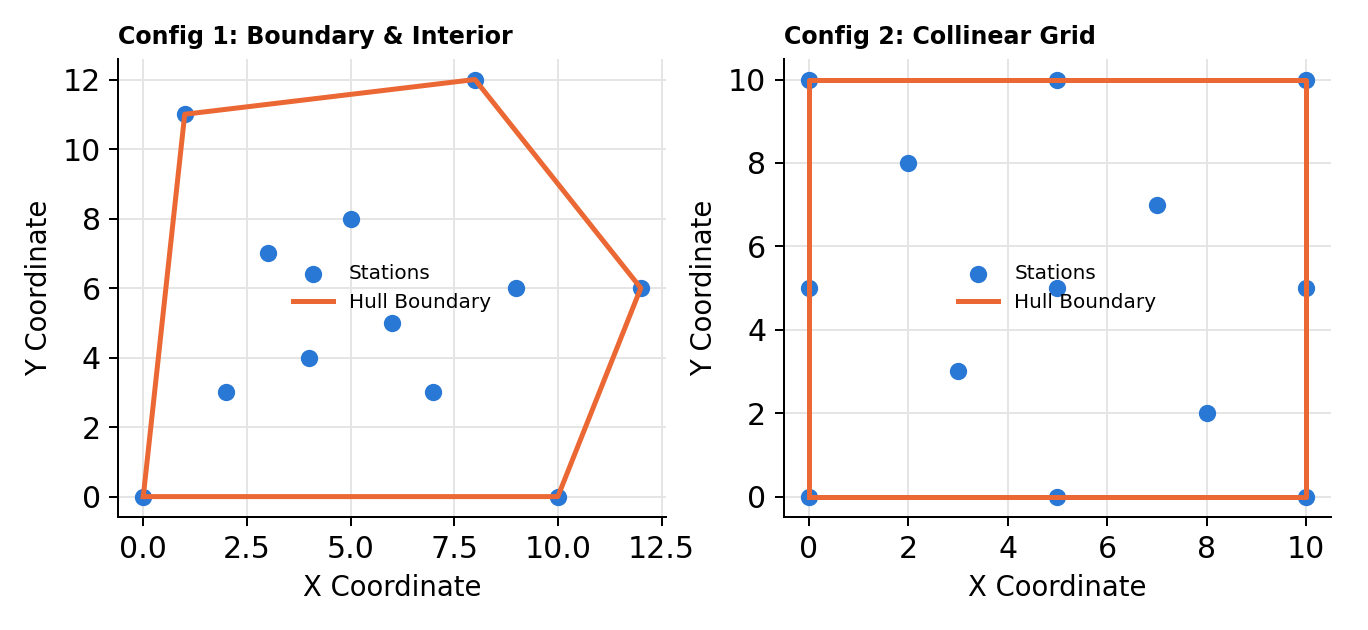 Config 1: Boundary & Interior
12
10
8
6
4
2
0
Y Coordinate
Stations
Hull Boundary
0.0 2.5 5.0 7.5 10.0 12.5
X Coordinate
Config 2: Collinear Grid
10
8
6
4
2
0
Y Coordinate
Stations
Hull Boundary
0 2 4 6 8 10
X Coordinate